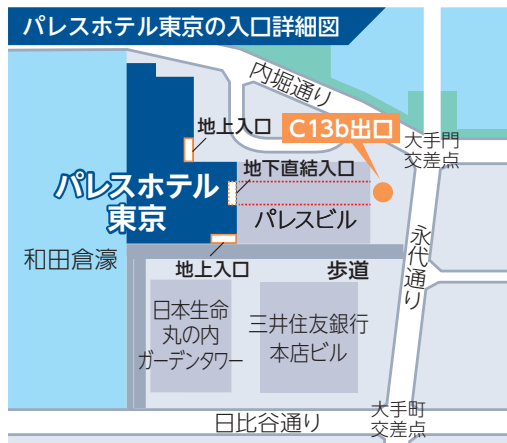 パレスホテル東京の入口詳細図
内堀通り
地上入口
C13b出口
大手門
交差点
地下直結入口
パレスホテル
東京
パレスビル
永代通り
和田倉濠
地上入口
歩道
日本生命
丸の内
ガーデンタワー
三井住友銀行
本店ビル
日比谷通り
大手町
交差点